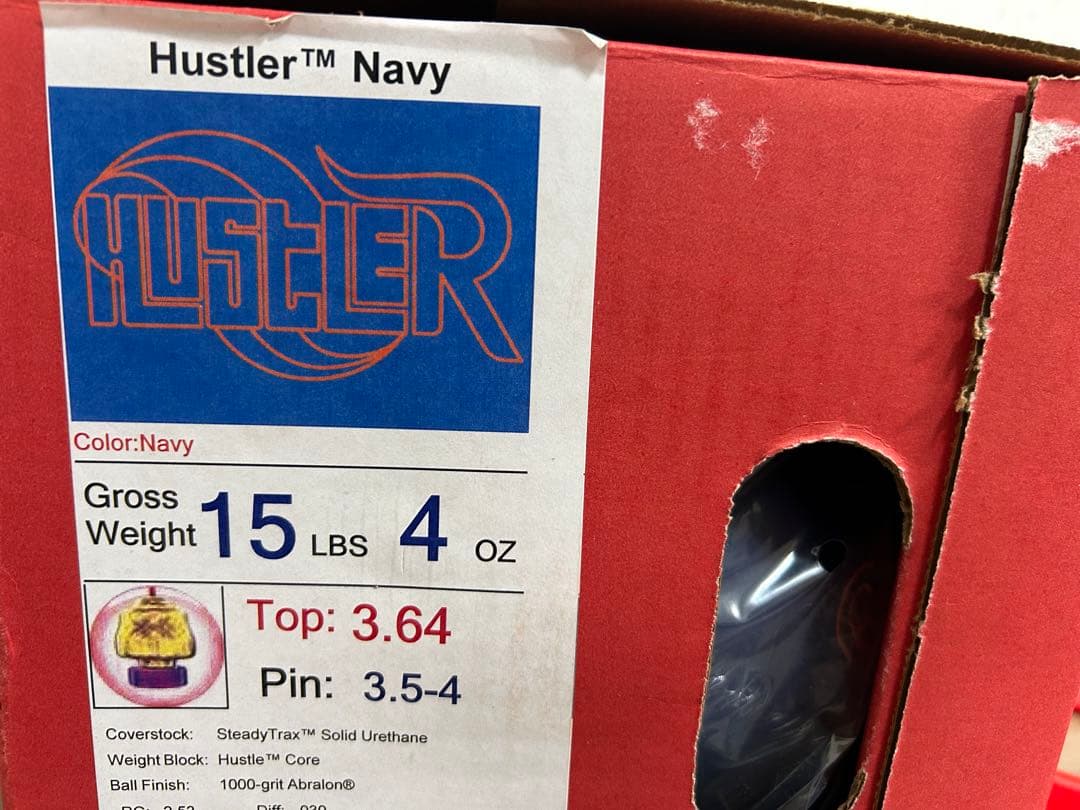 Hustler™ Navy
HUSTLER
Color:Navy
Gross Weight 15 LBS 4 OZ
Top: 3.64
Pin: 3.5-4
Coverstock: SteadyTrax™ Solid Urethane
Weight Block: Hustle™ Core
Ball Finish: 1000-grit Abralon®